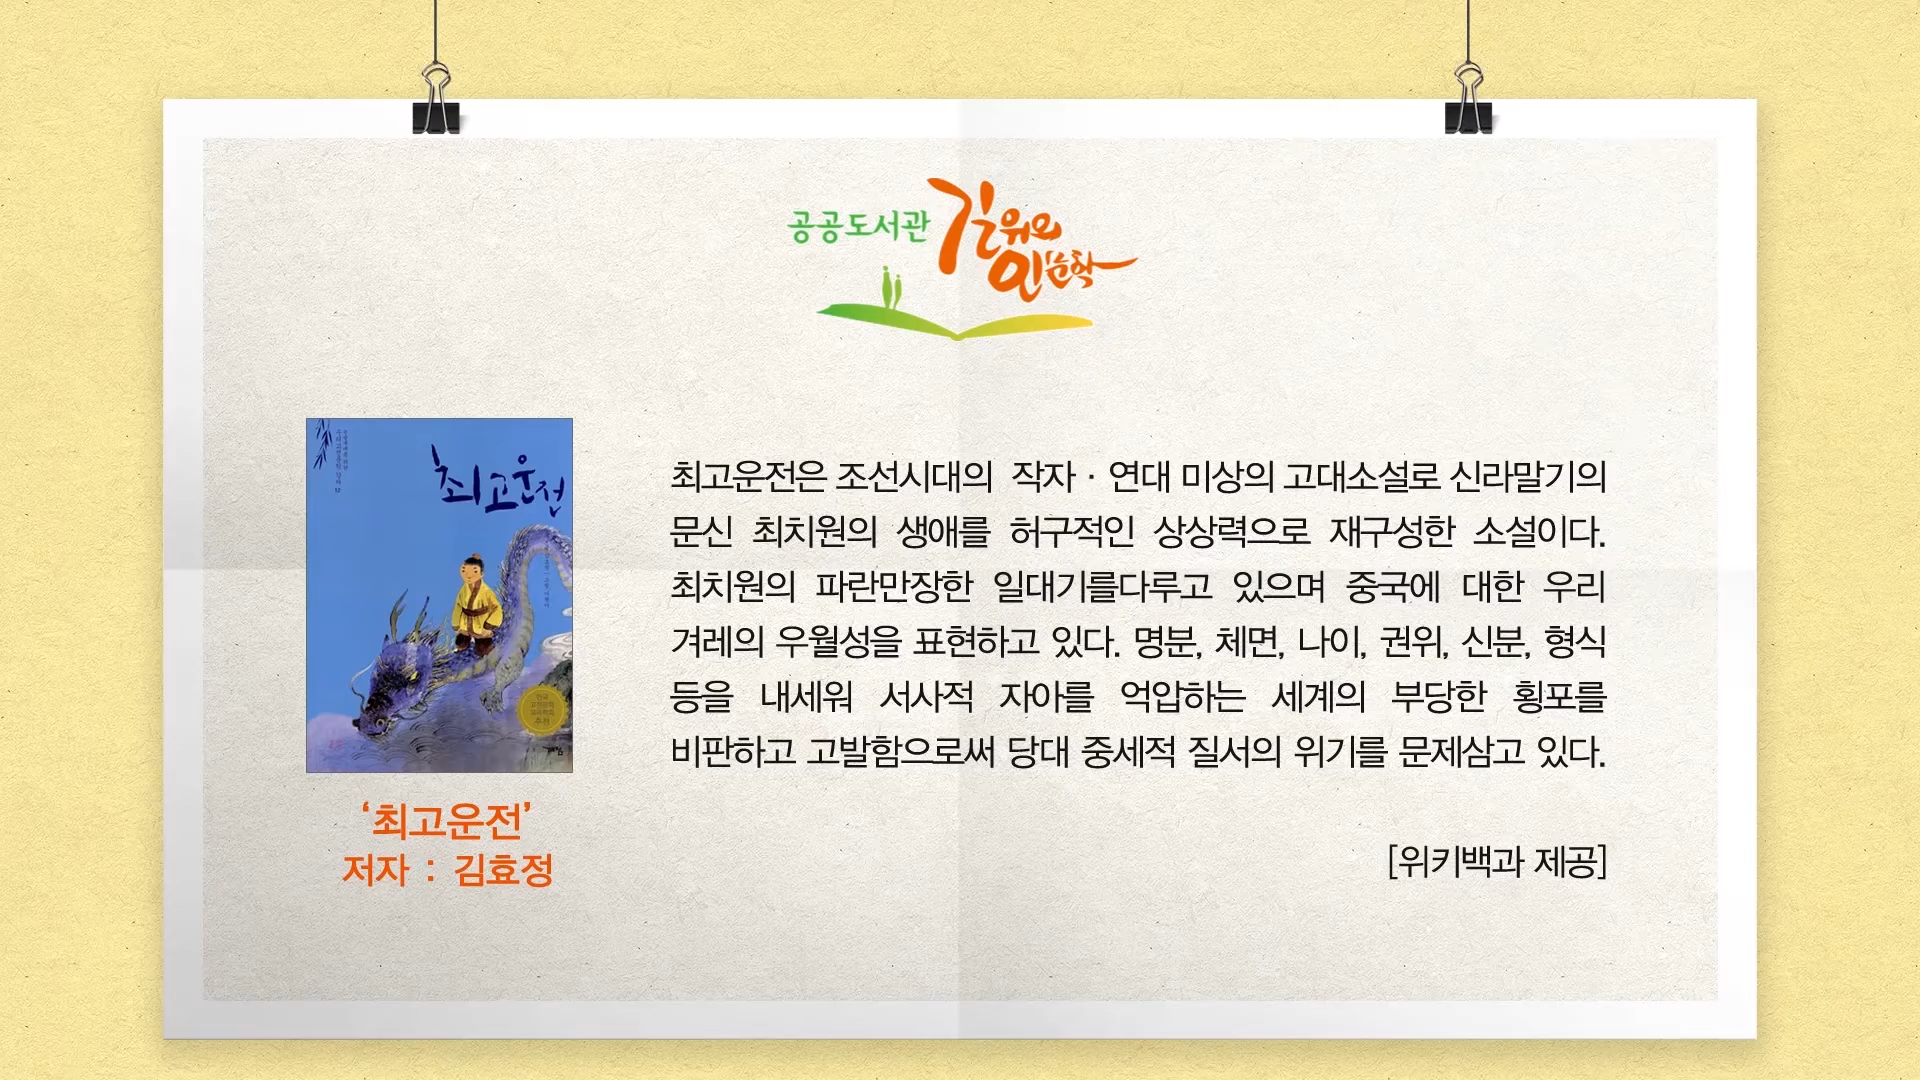 공공도서관 길위의
인문학
최고운전
최고운전은 조선시대의 작자 · 연대 미상의 고대소설로 신라말기의
문신 최치원의 생애를 허구적인 상상력으로 재구성한 소설이다.
최치원의 파란만장한 일대기를다루고 있으며 중국에 대한 우리
겨레의 우월성을 표현하고 있다. 명분, 체면, 나이, 권위, 신분, 형식
등을 내세워 서사적 자아를 억압하는 세계의 부당한 횡포를
비판하고 고발함으로써 당대 중세적 질서의 위기를 문제삼고 있다.
‘최고운전’
저자 : 김효정
[위키백과 제공]